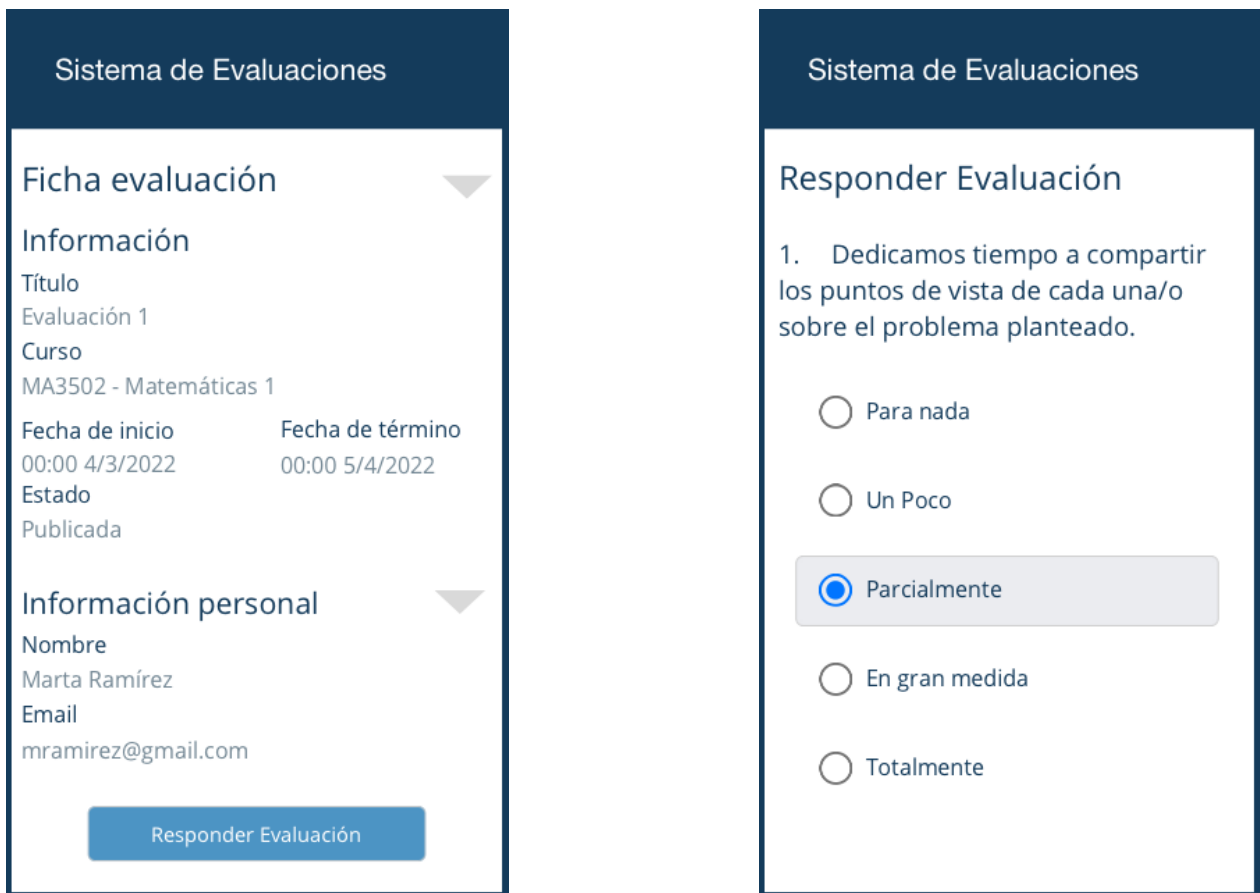 Sistema de Evaluaciones
Ficha evaluación
Información
Título
Evaluación 1
Curso
MA3502 - Matemáticas 1
Fecha de inicio
00:00 4/3/2022
Fecha de término
00:00 5/4/2022
Estado
Publicada
Información personal
Nombre
Marta Ramírez
Email
mramirez@gmail.com
Responder Evaluación
Sistema de Evaluaciones
Responder Evaluación
1. Dedicamos tiempo a compartir
los puntos de vista de cada una/o
sobre el problema planteado.
Para nada
Un Poco
Parcialmente
En gran medida
Totalmente